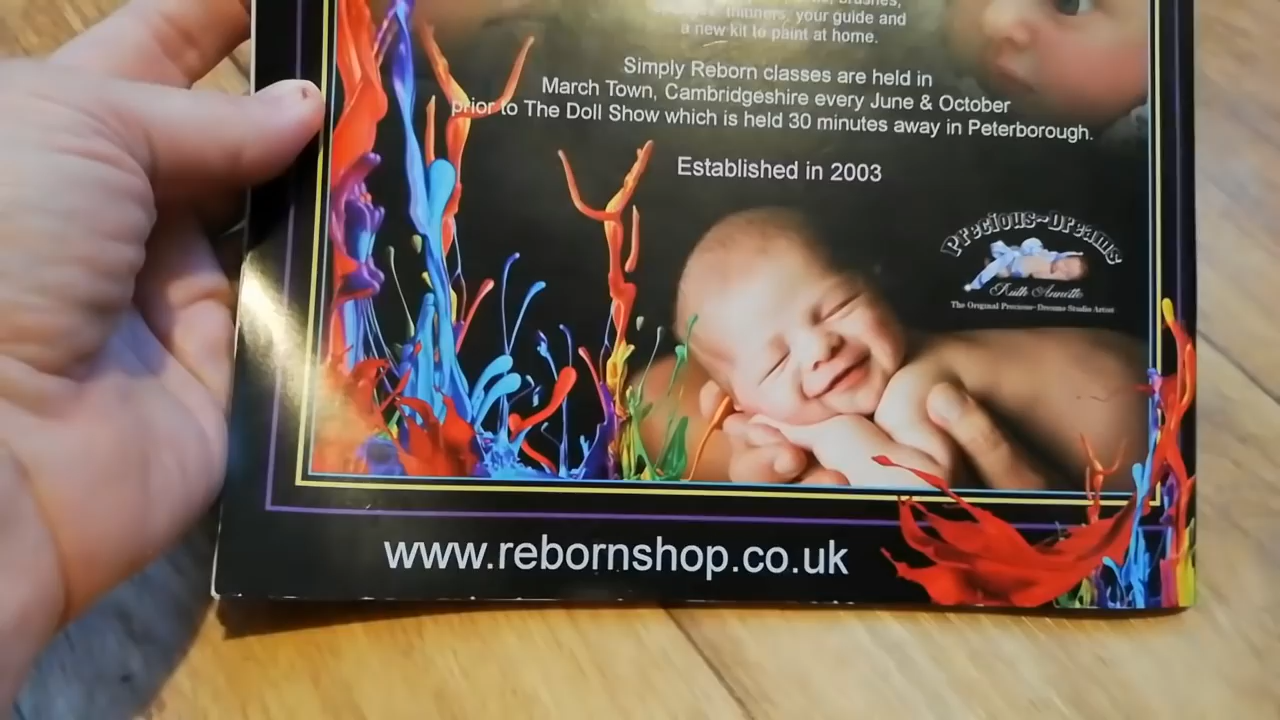 brushes,
thinners, your guide and
a new kit to paint at home.
Simply Reborn classes are held in
March Town, Cambridgeshire every June & October
prior to The Doll Show which is held 30 minutes away in Peterborough.
Established in 2003
Precious~Dreams
The Original Precious~Dreams Studio Artist
www.rebornshop.co.uk